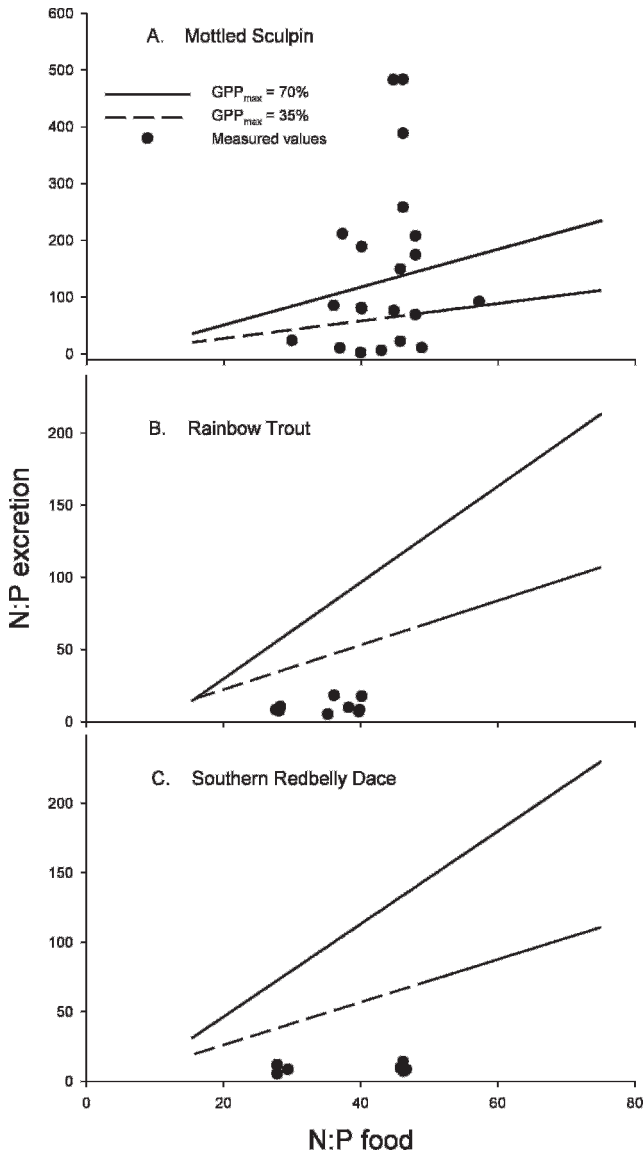 600
A. Mottled Sculpin
500
GPPmax = 70%
GPPmax = 35%
400
Measured values
300
200
100
0
B. Rainbow Trout
200
150
100
50
0
N:P excretion
C. Southern Redbelly Dace
200
150
100
50
0
0 20 40 60 80
N:P food